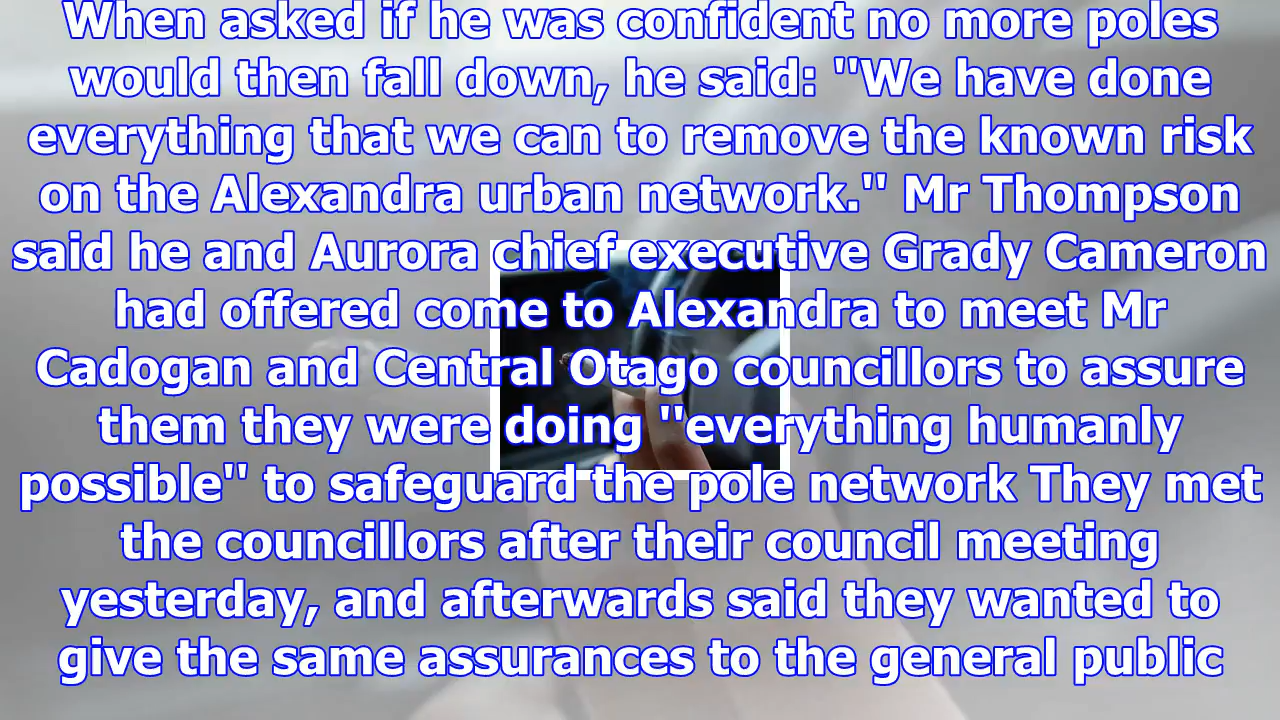 When asked if he was confident no more poles
would then fall down, he said: ''We have done
everything that we can to remove the known risk
on the Alexandra urban network.'' Mr Thompson
said he and Aurora chief executive Grady Cameron
had offered come to Alexandra to meet Mr
Cadogan and Central Otago councillors to assure
them they were doing ''everything humanly
possible'' to safeguard the pole network They met
the councillors after their council meeting
yesterday, and afterwards said they wanted to
give the same assurances to the general public